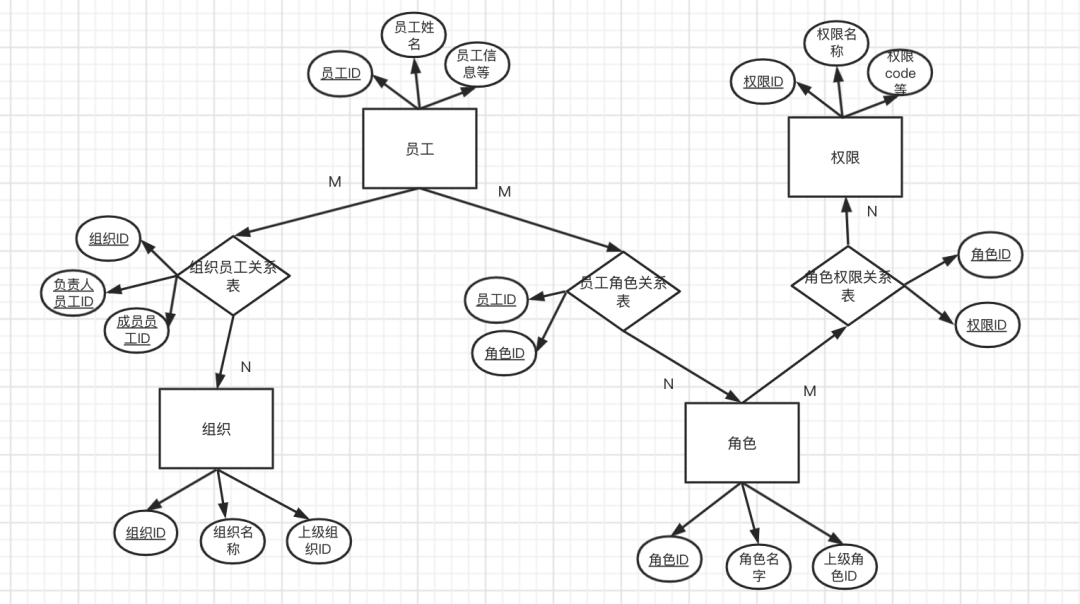 员工姓
名
员工信
息等
员工ID
员工
M
M
权限名
称
权限
code
等
权限ID
权限
N
组织ID
负责人
员工ID
成员员
工ID
组织员工关系
表
N
员工ID
角色ID
员工角色关系
表
N
角色权限关系
表
角色ID
权限ID
M
组织
组织ID
组织名
称
上级组
织ID
角色
角色ID
角色名
字
上级角
色ID